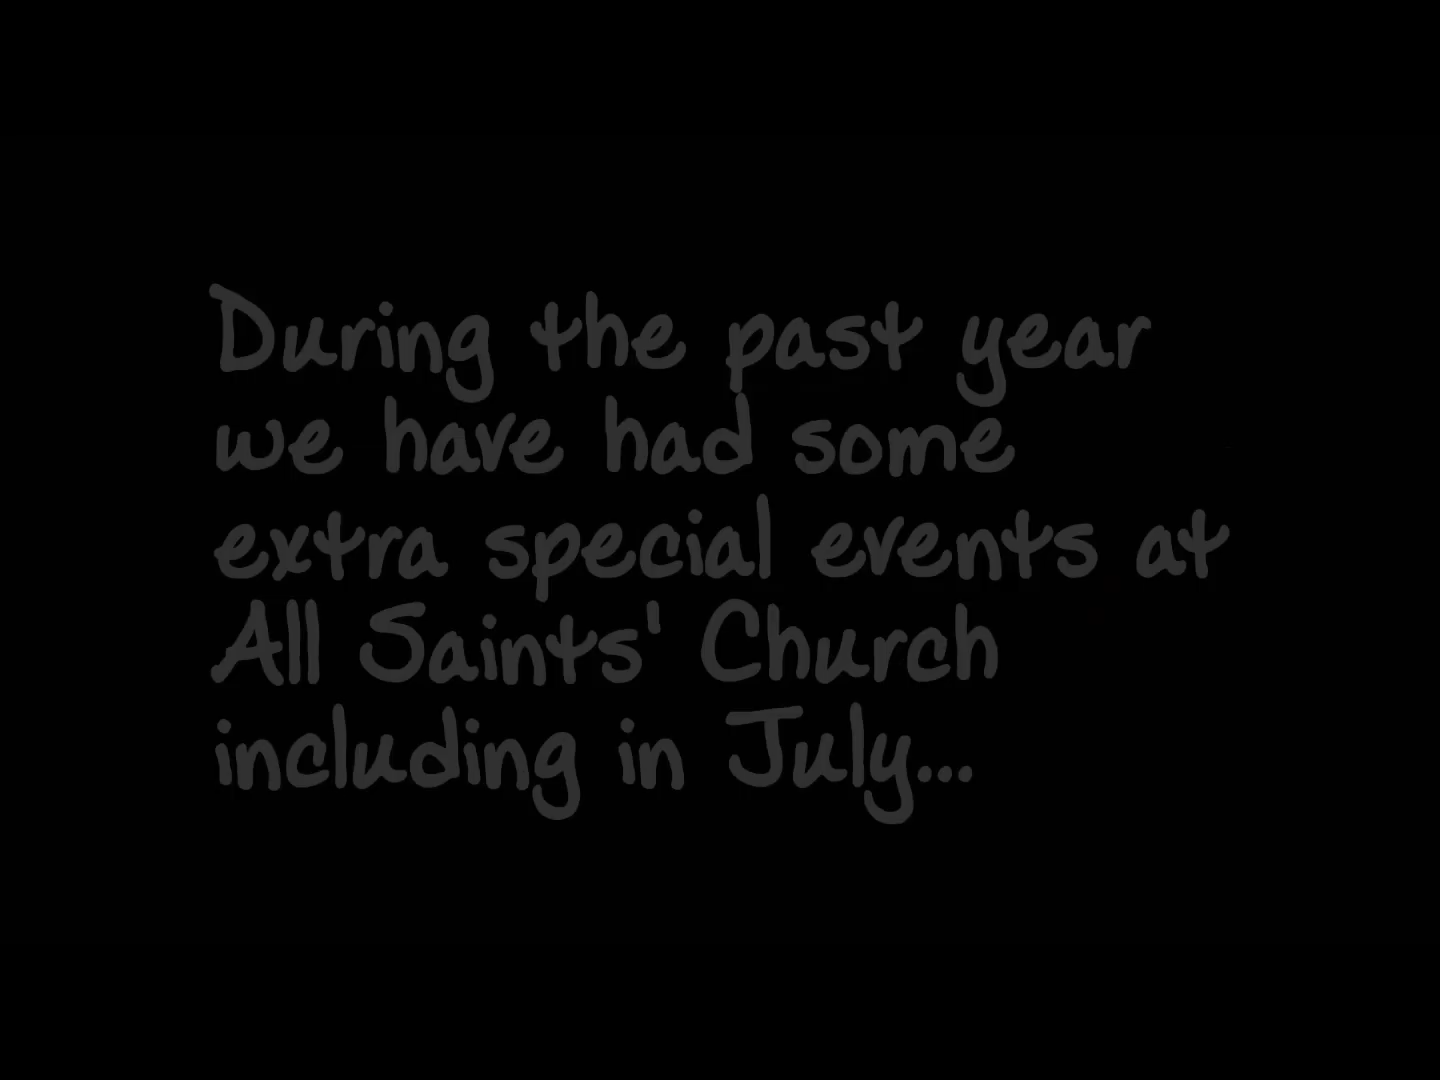 During the past year
we have had some
extra special events at
All Saints' Church
including in July...